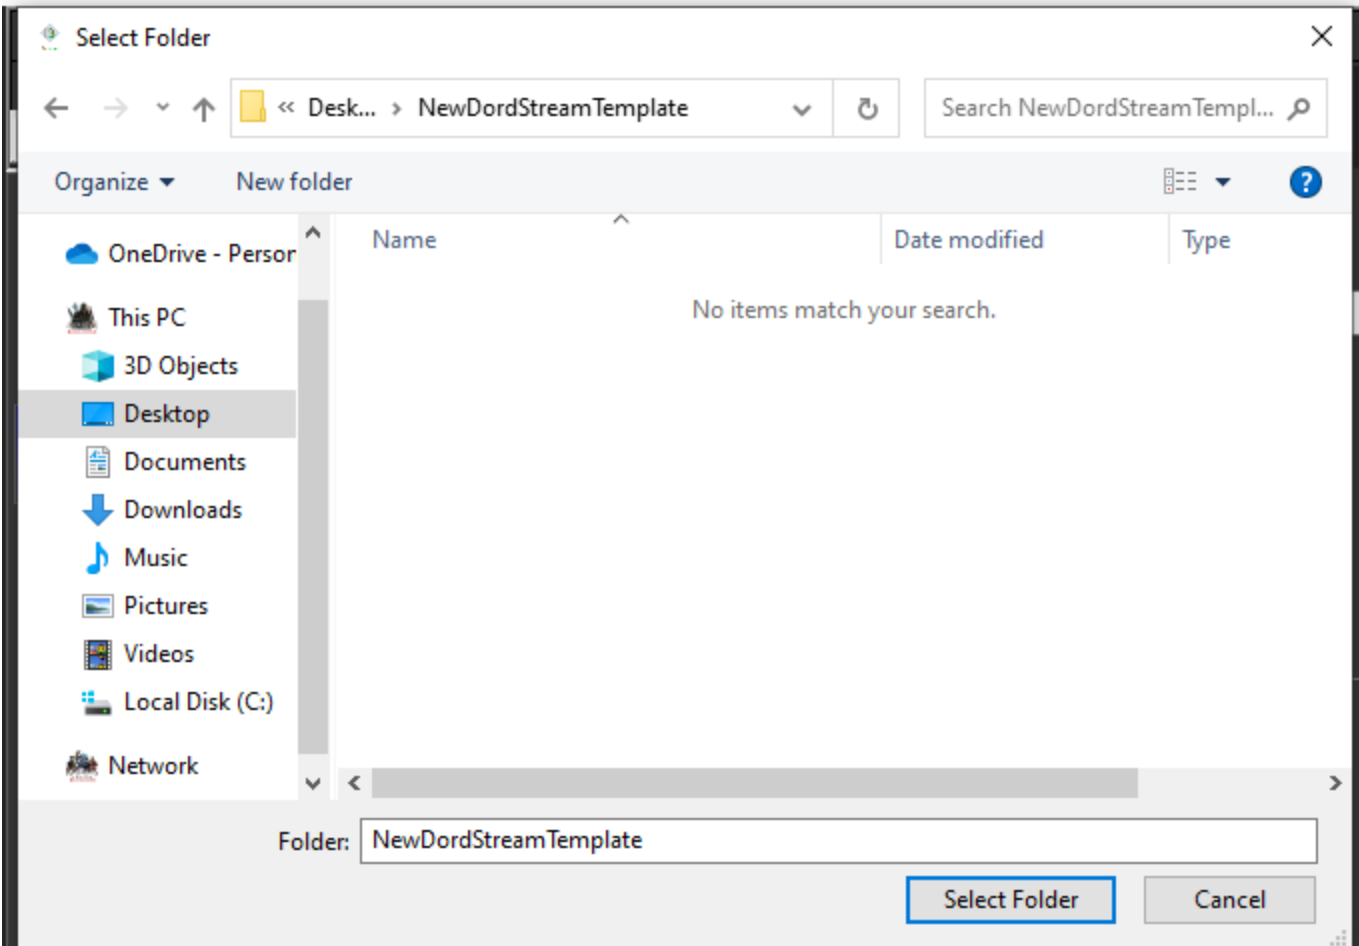 Select Folder
« Desk... > NewDordStreamTemplate
Search NewDordStreamTempl...
Organize
New folder
?
Name
Date modified
Type
OneDrive - Person
This PC
3D Objects
Desktop
Documents
Downloads
Music
Pictures
Videos
Local Disk (C:)
Network
No items match your search.
Folder: NewDordStreamTemplate
Select Folder
Cancel